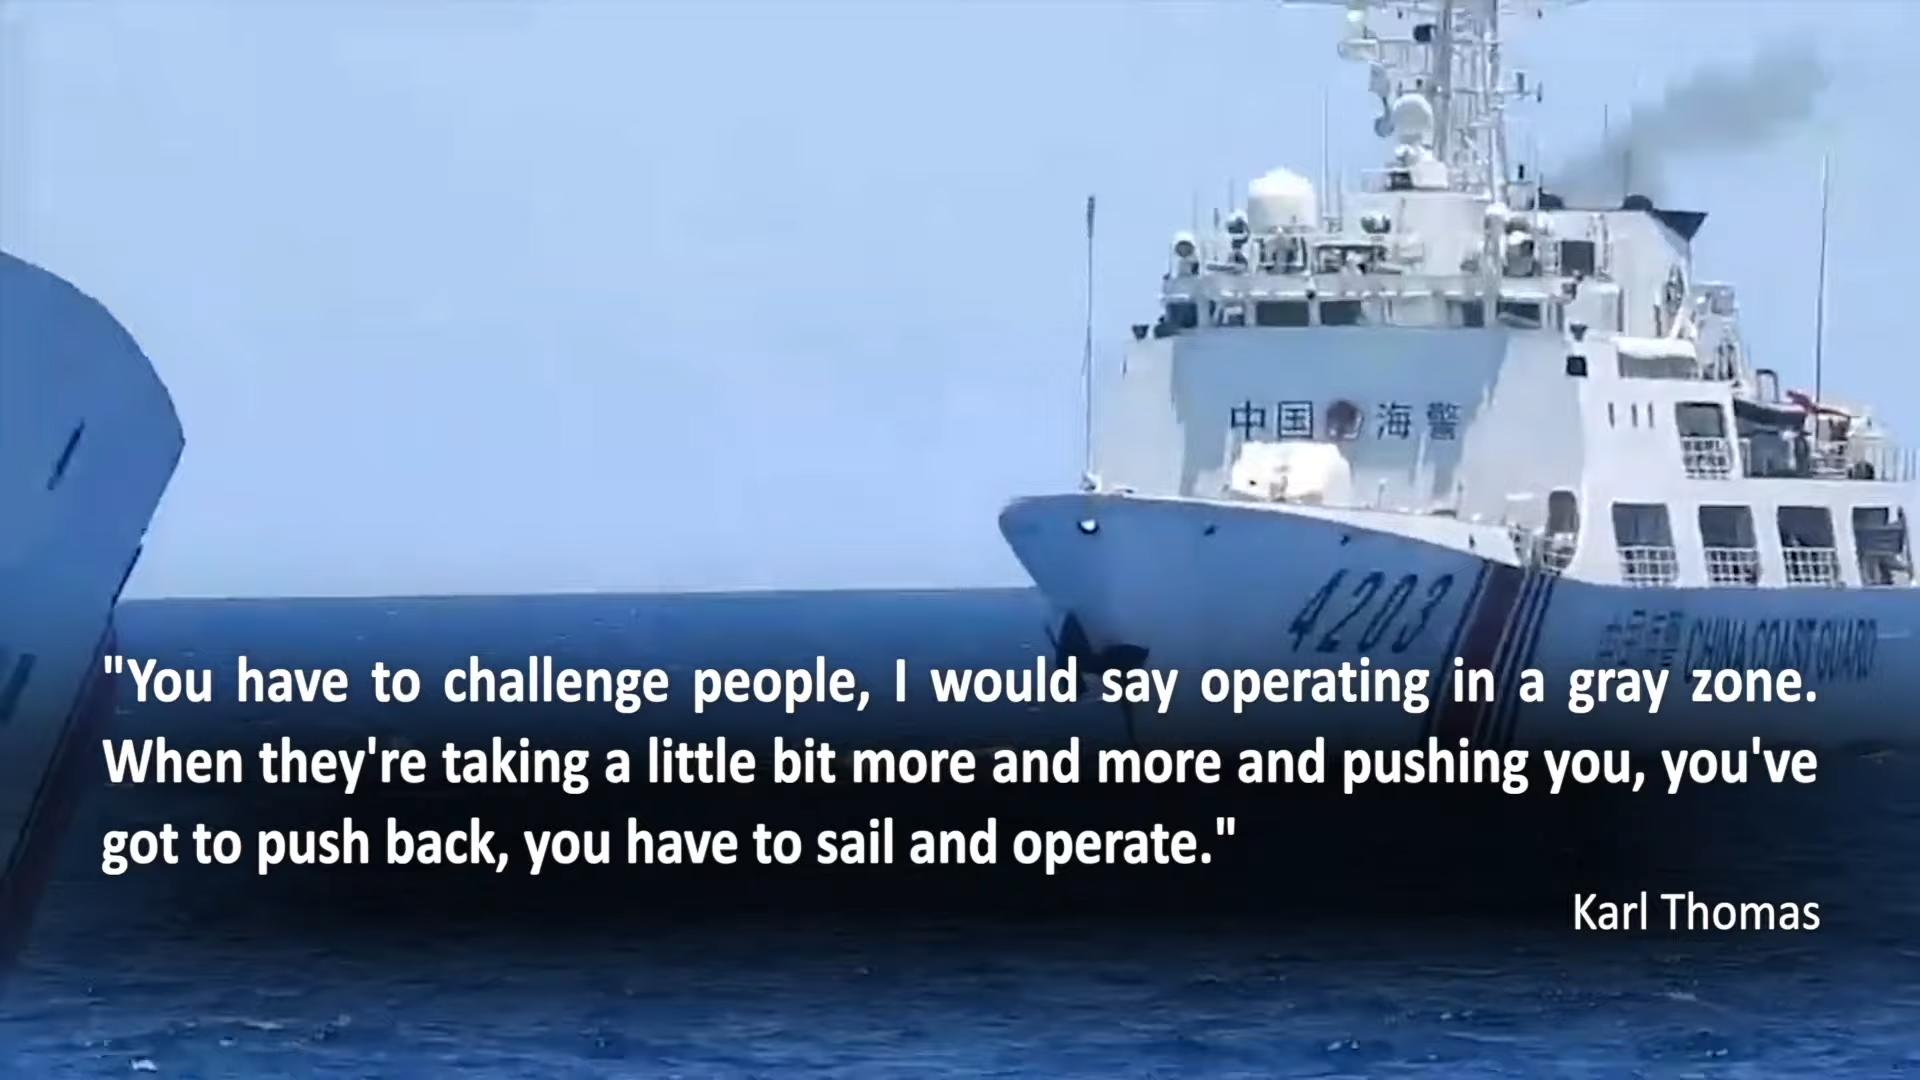 中国 海警
4203
CHINA COAST GUARD
"You have to challenge people, I would say operating in a gray zone.
When they're taking a little bit more and more and pushing you, you've
got to push back, you have to sail and operate."
Karl Thomas